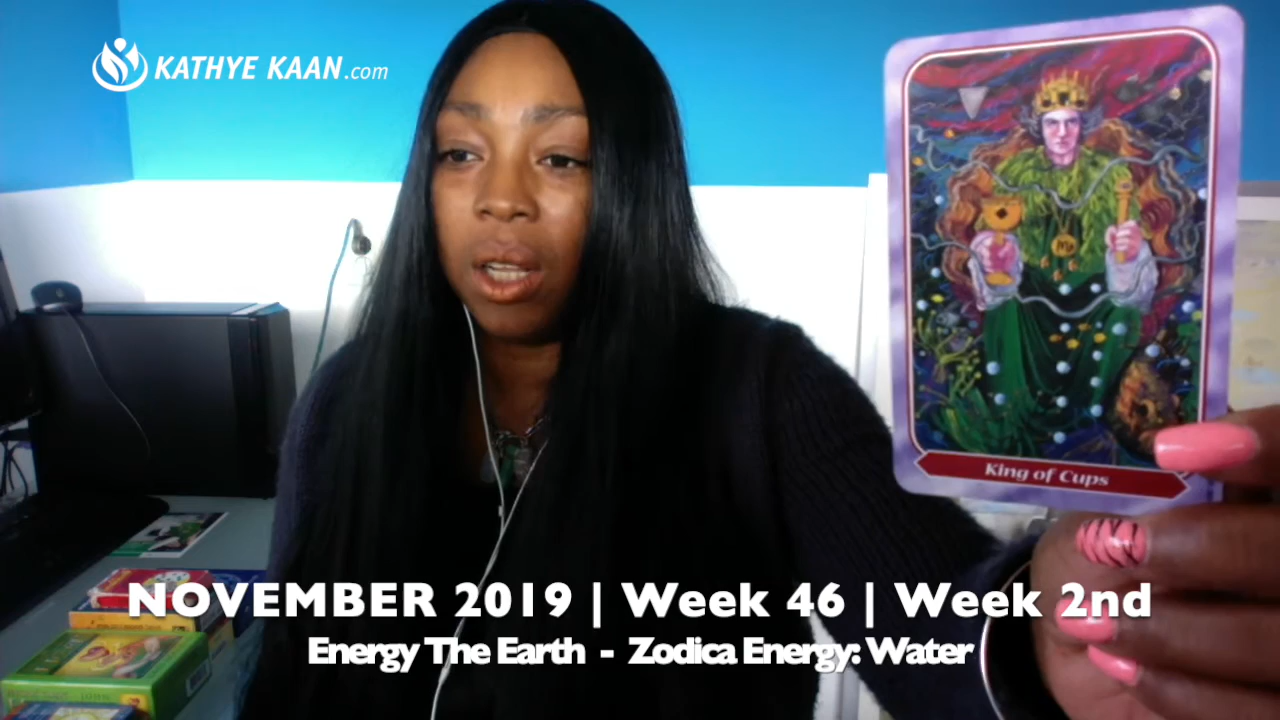 KATHYE KAAN.com
King of Cups
NOVEMBER 2019 | Week 46 | Week 2nd
Energy The Earth - Zodica Energy: Water